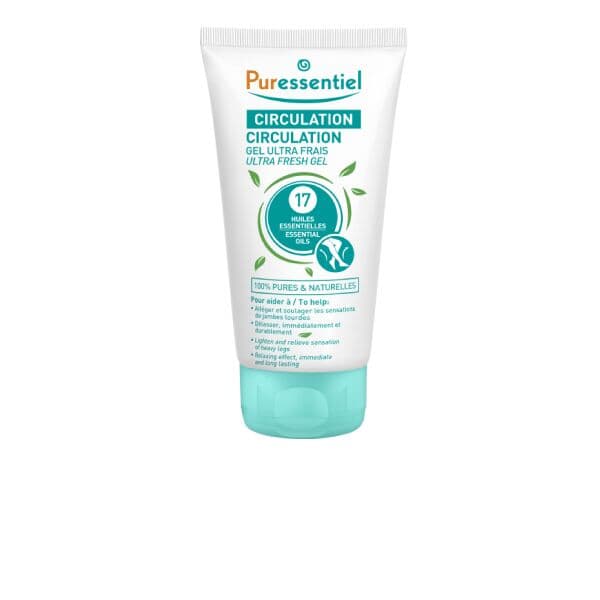 Puressentiel
CIRCULATION
CIRCULATION
GEL ULTRA FRAIS
ULTRA FRESH GEL
17
HUILES
ESSENTIELLES
ESSENTIAL
OILS
100% PURES & NATURELLES
Pour aider à / To help:
• Alléger et soulager les sensations
de jambes lourdes
• Délasser, immédiatement et
durablement
• Lighten and relieve sensation
of heavy legs
• Relaxing effect, immediate
and long lasting